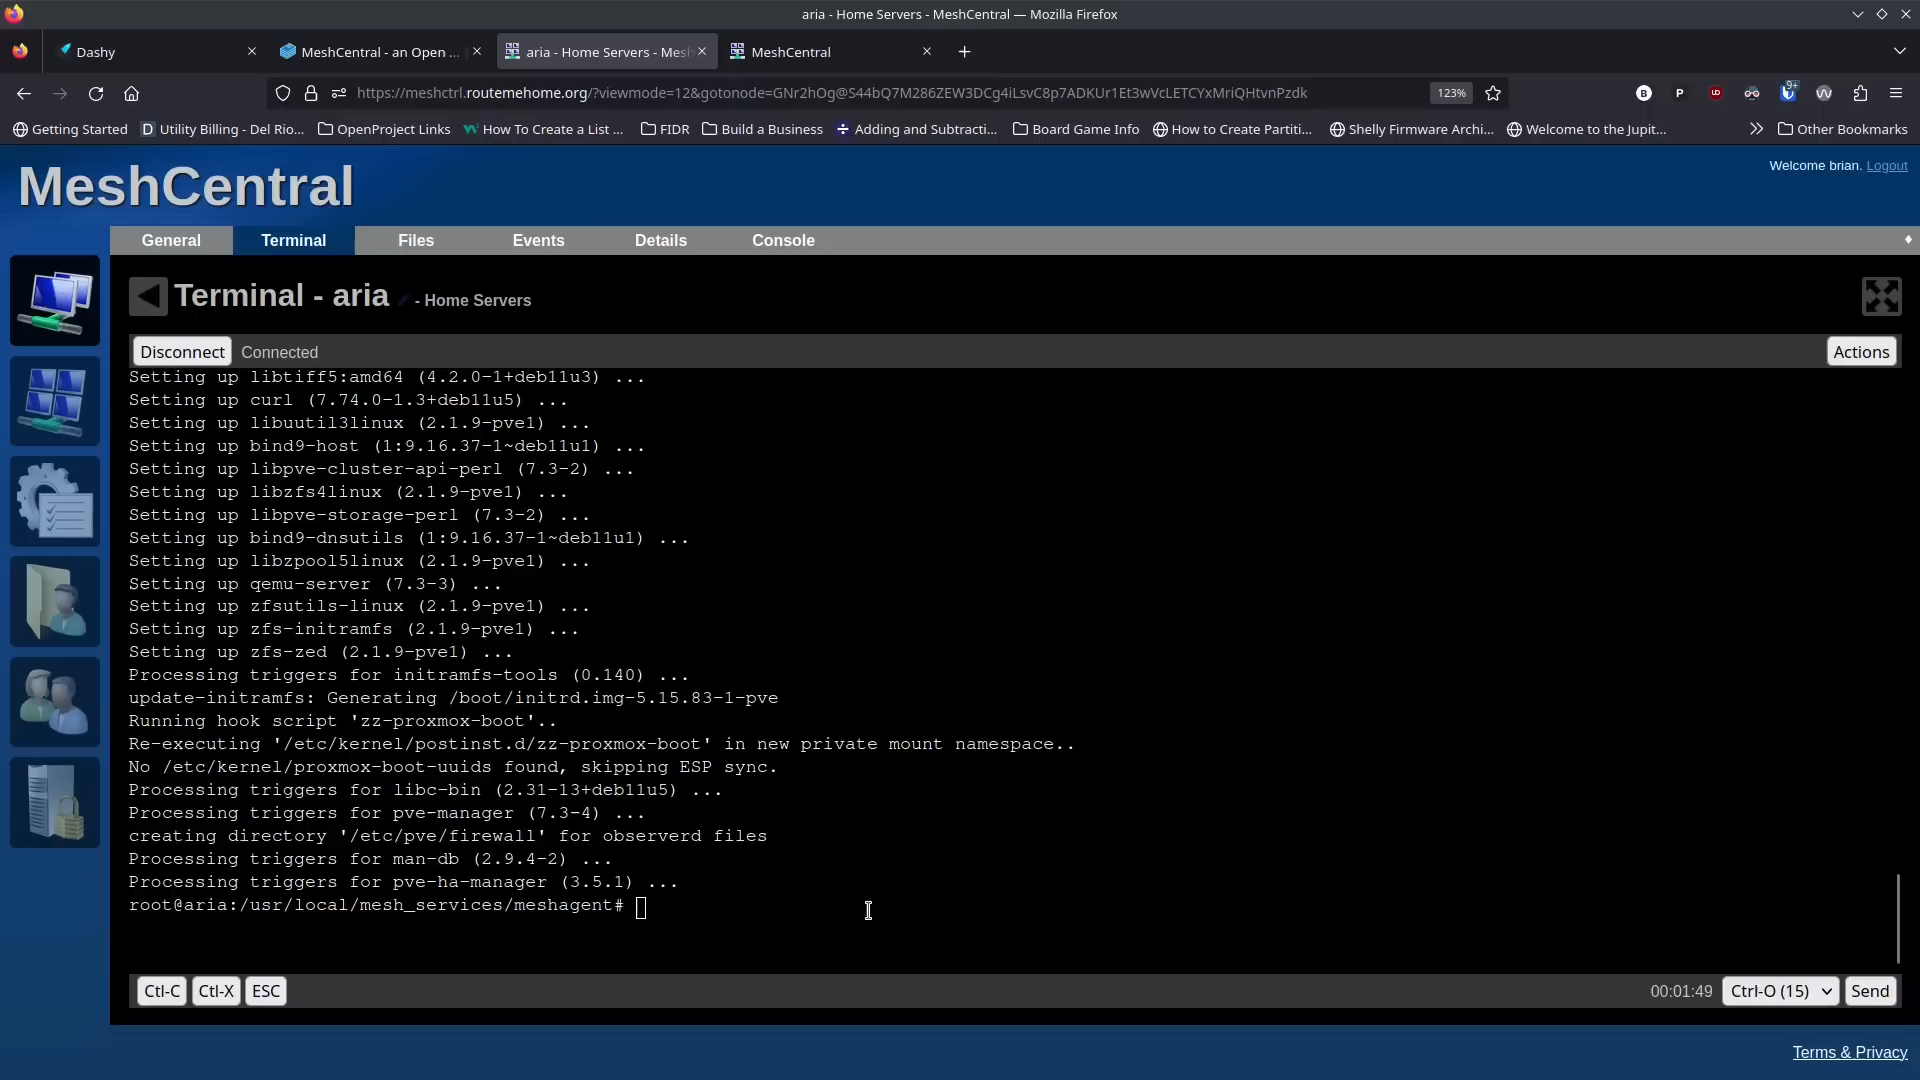 aria - Home Servers - MeshCentral — Mozilla Firefox
Dashy
MeshCentral - an Open ...
aria - Home Servers - Mesh
MeshCentral
https://meshctrl.routemehome.org/?viewmode=12&gotonode=GNr2hOg@S44bQ7M286ZEW3DCg4iLsvC8p7ADKUr1Et3wVcLETCYxMriQHtvnPzdk
123%
B
P
UD
9+
Getting Started
D Utility Billing - Del Rio...
OpenProject Links
How To Create a List ...
FIDR
Build a Business
Adding and Subtracti...
Board Game Info
How to Create Partiti...
Shelly Firmware Archi...
Welcome to the Jupit...
Other Bookmarks
MeshCentral
Welcome brian. Logout
General
Terminal
Files
Events
Details
Console
Terminal - aria - Home Servers
Disconnect
Connected
Actions
Setting up libtiff5:amd64 (4.2.0-1+deb11u3) ...
Setting up curl (7.74.0-1.3+deb11u5) ...
Setting up libuutil3linux (2.1.9-pve1) ...
Setting up bind9-host (1:9.16.37-1~deb11u1) ...
Setting up libpve-cluster-api-perl (7.3-2) ...
Setting up libzfs4linux (2.1.9-pve1) ...
Setting up libpve-storage-perl (7.3-2) ...
Setting up bind9-dnsutils (1:9.16.37-1~deb11u1) ...
Setting up libzpool5linux (2.1.9-pve1) ...
Setting up qemu-server (7.3-3) ...
Setting up zfsutils-linux (2.1.9-pve1) ...
Setting up zfs-initramfs (2.1.9-pve1) ...
Setting up zfs-zed (2.1.9-pve1) ...
Processing triggers for initramfs-tools (0.140) ...
update-initramfs: Generating /boot/initrd.img-5.15.83-1-pve
Running hook script 'zz-proxmox-boot'..
Re-executing '/etc/kernel/postinst.d/zz-proxmox-boot' in new private mount namespace..
No /etc/kernel/proxmox-boot-uuids found, skipping ESP sync.
Processing triggers for libc-bin (2.31-13+deb11u5) ...
Processing triggers for pve-manager (7.3-4) ...
creating directory '/etc/pve/firewall' for observerd files
Processing triggers for man-db (2.9.4-2) ...
Processing triggers for pve-ha-manager (3.5.1) ...
root@aria:/usr/local/mesh_services/meshagent#
Ctl-C
Ctl-X
ESC
00:01:49
Ctrl-O (15)
Send
Terms & Privacy